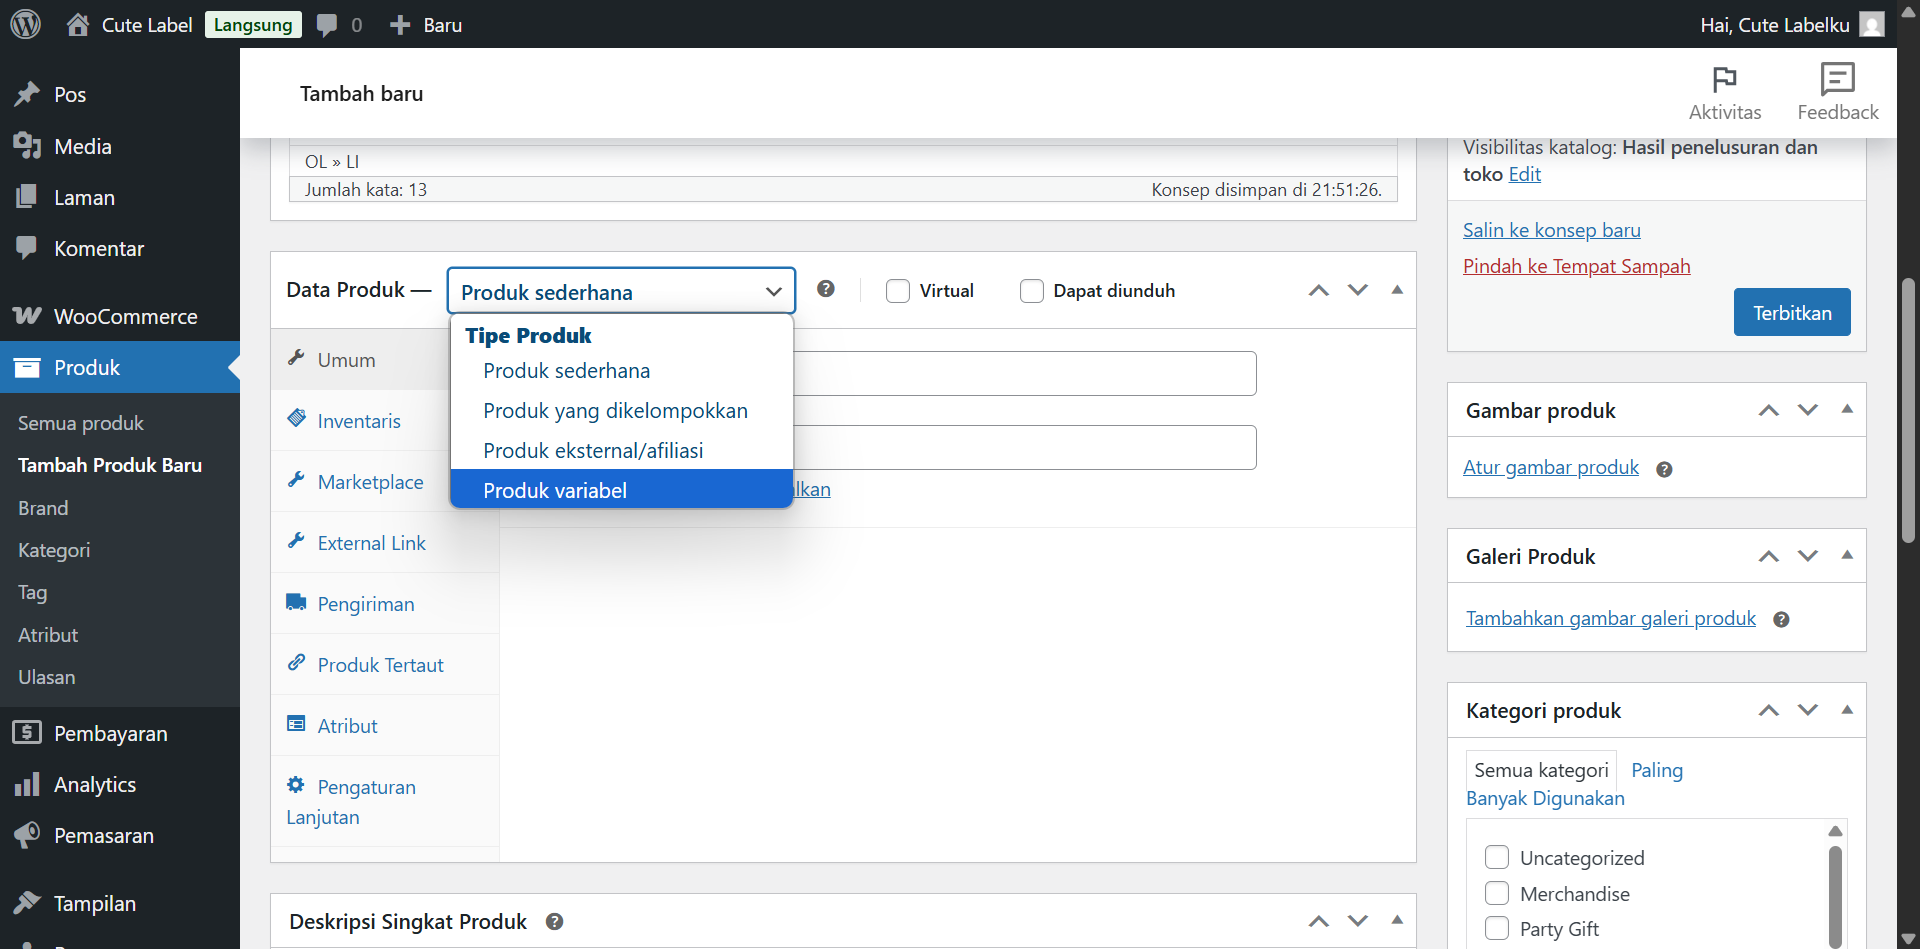 Cute Label
Langsung
0
Baru
Hai, Cute Labelku
Pos
Media
Laman
Komentar
WooCommerce
Produk
Semua produk
Tambah Produk Baru
Brand
Kategori
Tag
Atribut
Ulasan
Pembayaran
Analytics
Pemasaran
Tampilan
Tambah baru
Aktivitas
Feedback
OL » LI
Jumlah kata: 13
Konsep disimpan di 21:51:26.
Data Produk —
Produk sederhana
Virtual
Dapat diunduh
Tipe Produk
Produk sederhana
Produk yang dikelompokkan
Produk eksternal/afiliasi
Produk variabel
lkan
Umum
Inventaris
Marketplace
External Link
Pengiriman
Produk Tertaut
Atribut
Pengaturan
Lanjutan
Deskripsi Singkat Produk
Visibilitas katalog: Hasil penelusuran dan
toko Edit
Salin ke konsep baru
Pindah ke Tempat Sampah
Terbitkan
Gambar produk
Atur gambar produk
Galeri Produk
Tambahkan gambar galeri produk
Kategori produk
Semua kategori
Paling
Banyak Digunakan
Uncategorized
Merchandise
Party Gift